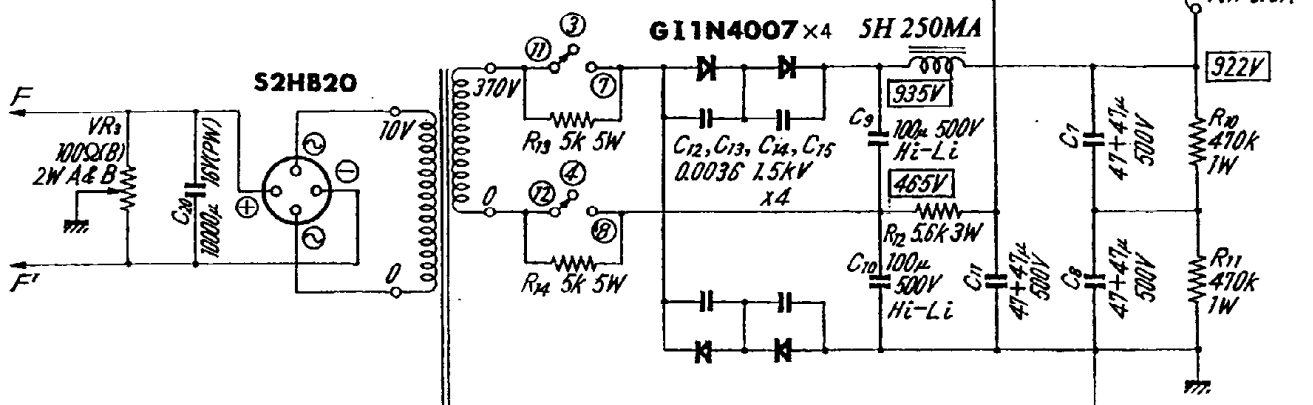 GI1N4007×4
5H 250MA
S2HB20
③
⑪
⑦
370V
R13 5k 5W
F
VR3
100Ω(B)
2W A&B
C20
10000μ
16V(PW)
10V
⊕
⊖
0
④
⑫
⑧
0
R14 5k 5W
F'
C12, C13, C14, C15
0.0036 1.5kV
×4
935V
C9
100μ 500V
Hi-Li
465V
R12 5.6k 3W
C10
100μ
500V
Hi-Li
C11
47+47μ
500V
C7
47+47μ
500V
C8
47+47μ
500V
922V
R10
470k
1W
R11
470k
1W